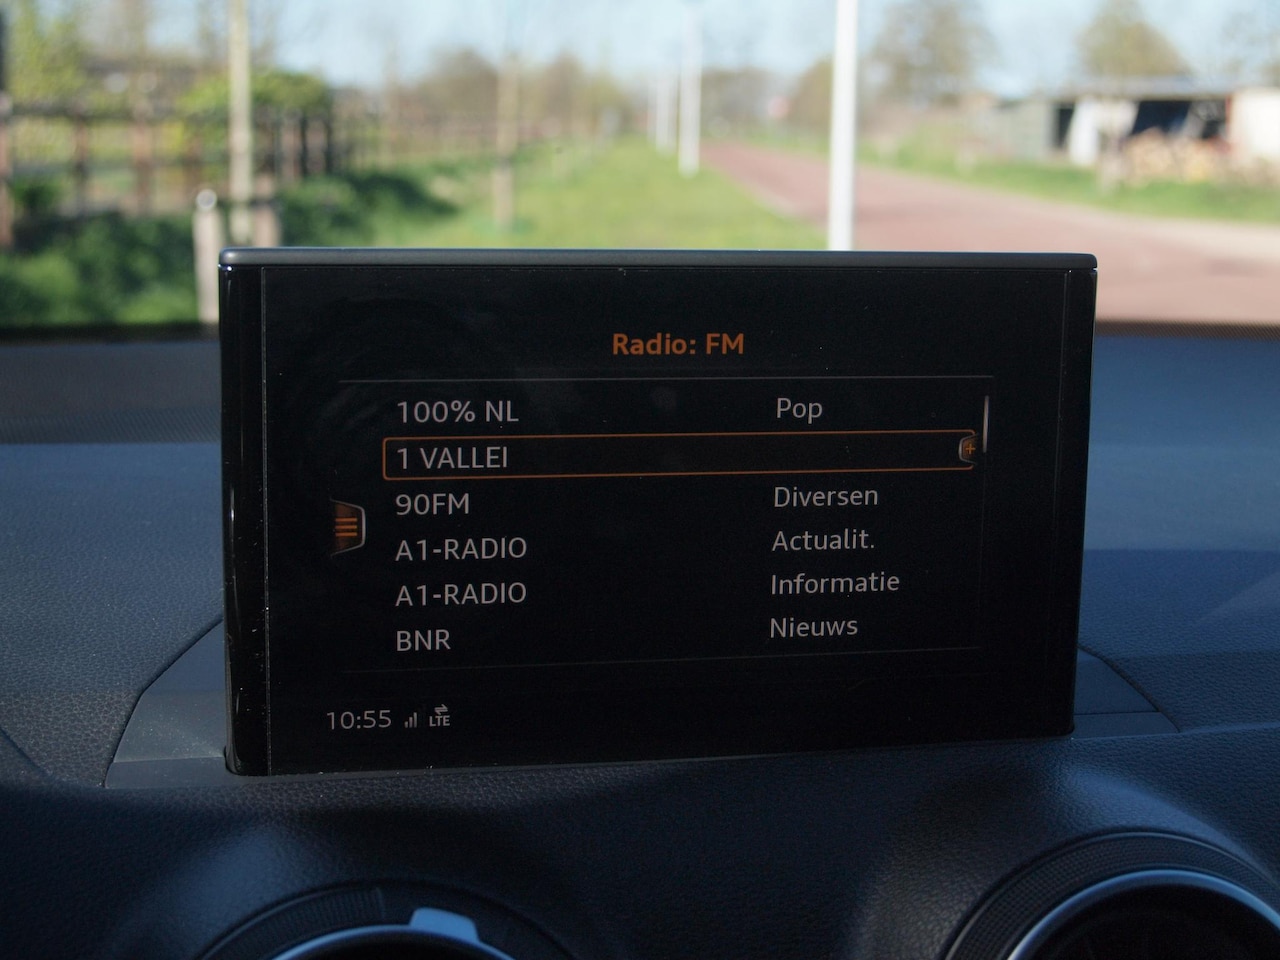 Radio: FM
100% NL Pop
1 VALLEI
90FM Diversen
A1-RADIO Actualit.
A1-RADIO Informatie
BNR Nieuws
10:55 LTE